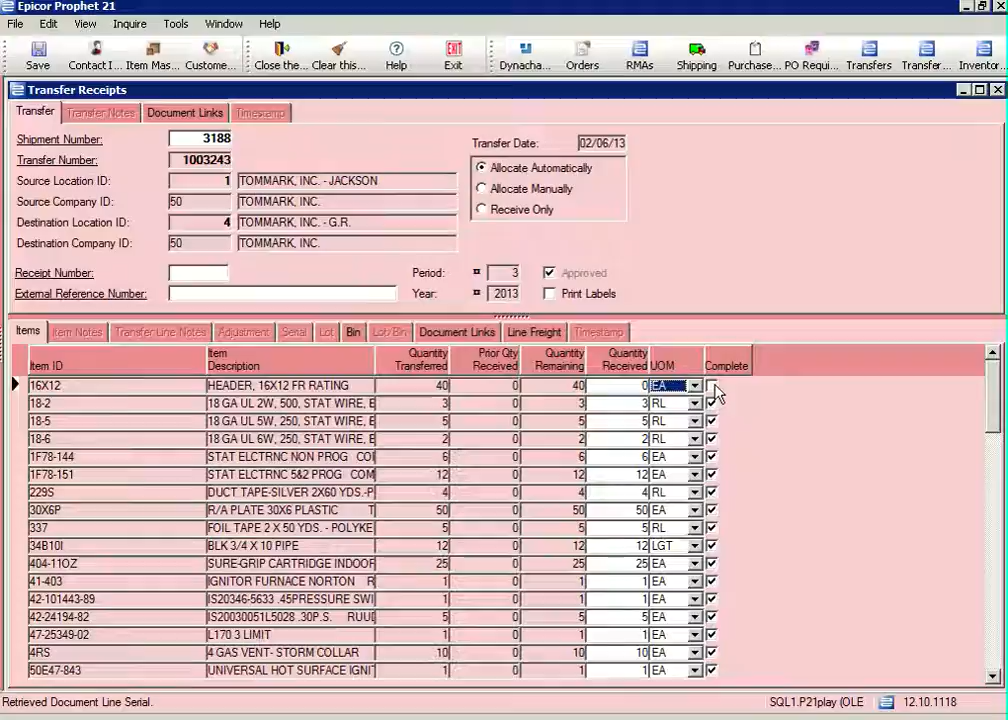 Epicor Prophet 21
File Edit View Inquire Tools Window Help
Save Contact I... Item Mas... Custome... Close the... Clear this... Help Exit Dynacha... Orders RMAs Shipping Purchase... PO Requi... Transfers Transfer... Inventor...
Transfer Receipts
Transfer Transfer Notes Document Links Timestamp
Shipment Number: 3188 Transfer Date: 02/06/13
Transfer Number: 1003243 Allocate Automatically
Source Location ID: 1 TOMMARK, INC. - JACKSON
Allocate Manually
Source Company ID: 50 TOMMARK, INC.
Receive Only
Destination Location ID: 4 TOMMARK, INC. - G.R.
Destination Company ID: 50 TOMMARK, INC.
Receipt Number: Period: 3 Approved
External Reference Number: Year: 2013 Print Labels
Items Item Notes Transfer Line Notes Adjustment Serial Lot Bin Lot/Bin Document Links Line Freight Timestamp
Item ID Item Description Quantity Transferred Prior Qty Received Quantity Remaining Quantity Received UOM Complete
16X12 HEADER, 16X12 FR RATING 40 0 40 0 EA
18-2 18 GA UL 2W, 500, STAT WIRE, E 3 0 3 3 RL
18-5 18 GA UL 5W, 250, STAT WIRE, E 5 0 5 5 RL
18-6 18 GA UL 6W, 250, STAT WIRE, E 2 0 2 2 RL
1F78-144 STAT ELCTRNC NON PROG COI 6 0 6 6 EA
1F78-151 STAT ELCTRNC 5&2 PROG COM 12 0 12 12 EA
229S DUCT TAPE-SILVER 2X60 YDS.-P 4 0 4 4 RL
30X6P R/A PLATE 30X6 PLASTIC T 50 0 50 50 EA
337 FOIL TAPE 2 X 50 YDS. - POLYKE 5 0 5 5 RL
34B10I BLK 3/4 X 10 PIPE 12 0 12 12 LGT
404-11OZ SURE-GRIP CARTRIDGE INDOOR 25 0 25 25 EA
41-403 IGNITOR FURNACE NORTON R 1 0 1 1 EA
42-101443-89 IS20346-5633 .45PRESSURE SWI 1 0 1 1 EA
42-24194-82 IS20030051L5028 .30P.S. RUUI 5 0 5 5 EA
47-25349-02 L170 3 LIMIT 1 0 1 1 EA
4RS 4 GAS VENT- STORM COLLAR 10 0 10 10 EA
50E47-843 UNIVERSAL HOT SURFACE IGNIT 1 0 1 1 EA
Retrieved Document Line Serial. SQL1.P21play (OLE 12.10.1118